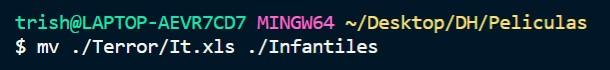 trish@LAPTOP-AEVR7CD7 MINGW64 ~/Desktop/DH/Peliculas
$ mv ./Terror/It.xls ./Infantiles